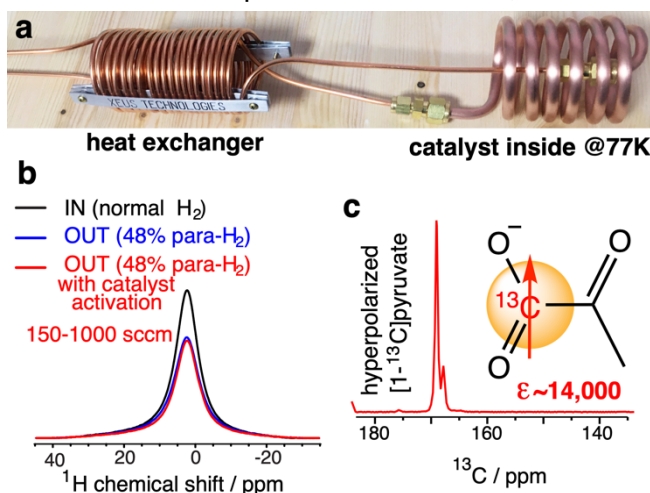 a
XEUS TECHNOLOGIES
heat exchanger
catalyst inside @77K
b
IN (normal H₂)
OUT (48% para-H₂)
OUT (48% para-H₂)
with catalyst
activation
150-1000 sccm
40 20 0 -20
¹H chemical shift / ppm
c
hyperpolarized
[1-¹³C]pyruvate
O⁻
O
¹³C
O
ε~14,000
180 160 140
¹³C / ppm